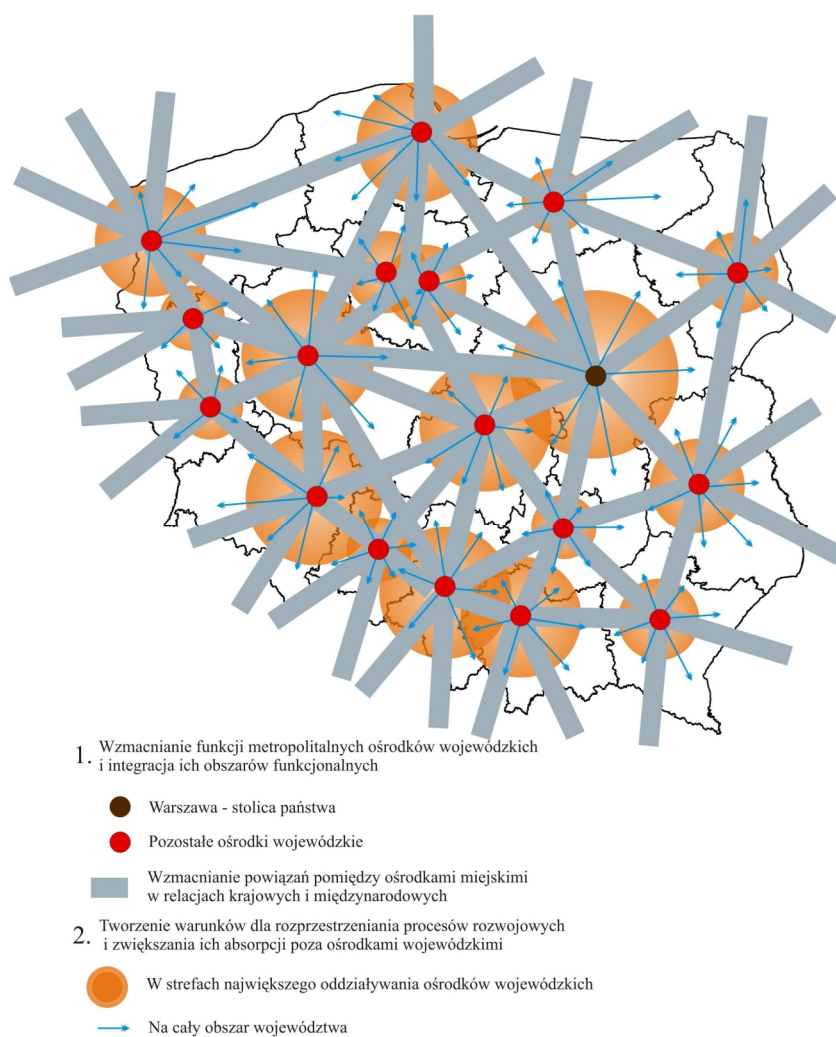 1. Wzmacnianie funkcji metropolitalnych ośrodków wojewódzkich
i integracja ich obszarów funkcjonalnych
Warszawa - stolica państwa
Pozostałe ośrodki wojewódzkie
Wzmacnianie powiązań pomiędzy ośrodkami miejskimi
w relacjach krajowych i międzynarodowych
2. Tworzenie warunków dla rozprzestrzeniania procesów rozwojowych
i zwiększania ich absorpcji poza ośrodkami wojewódzkimi
W strefach największego oddziaływania ośrodków wojewódzkich
Na cały obszar województwa